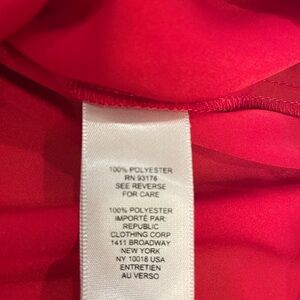 100% POLYESTER
RN 93176
SEE REVERSE
FOR CARE
100% POLYESTER
IMPORTÉ PAR:
REPUBLIC
CLOTHING CORP
1411 BROADWAY
NEW YORK
NY 10018 USA
ENTRETIEN
AU VERSO